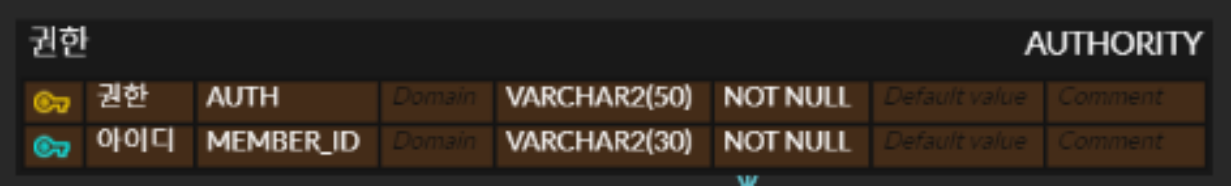 권한 AUTHORITY
권한 AUTH Domain VARCHAR2(50) NOT NULL Default value Comment
아이디 MEMBER_ID Domain VARCHAR2(30) NOT NULL Default value Comment